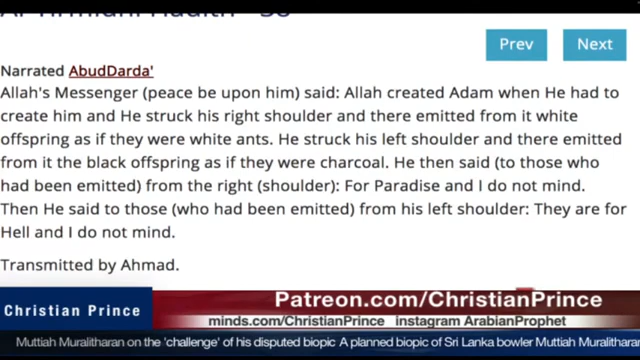 Al-Tirmidhi Hadith - 38
Prev
Next
Narrated AbudDarda'
Allah's Messenger (peace be upon him) said: Allah created Adam when He had to
create him and He struck his right shoulder and there emitted from it white
offspring as if they were white ants. He struck his left shoulder and there emitted
from it the black offspring as if they were charcoal. He then said (to those who
had been emitted) from the right (shoulder): For Paradise and I do not mind.
Then He said to those (who had been emitted) from his left shoulder: They are for
Hell and I do not mind.
Transmitted by Ahmad.
Christian Prince
Patreon.com/ChristianPrince
minds.com/ChristianPrince instagram ArabianProphet
Muttiah Muralitharan on the 'challenge' of his disputed biopic A planned biopic of Sri Lanka bowler Muttiah Muralithara